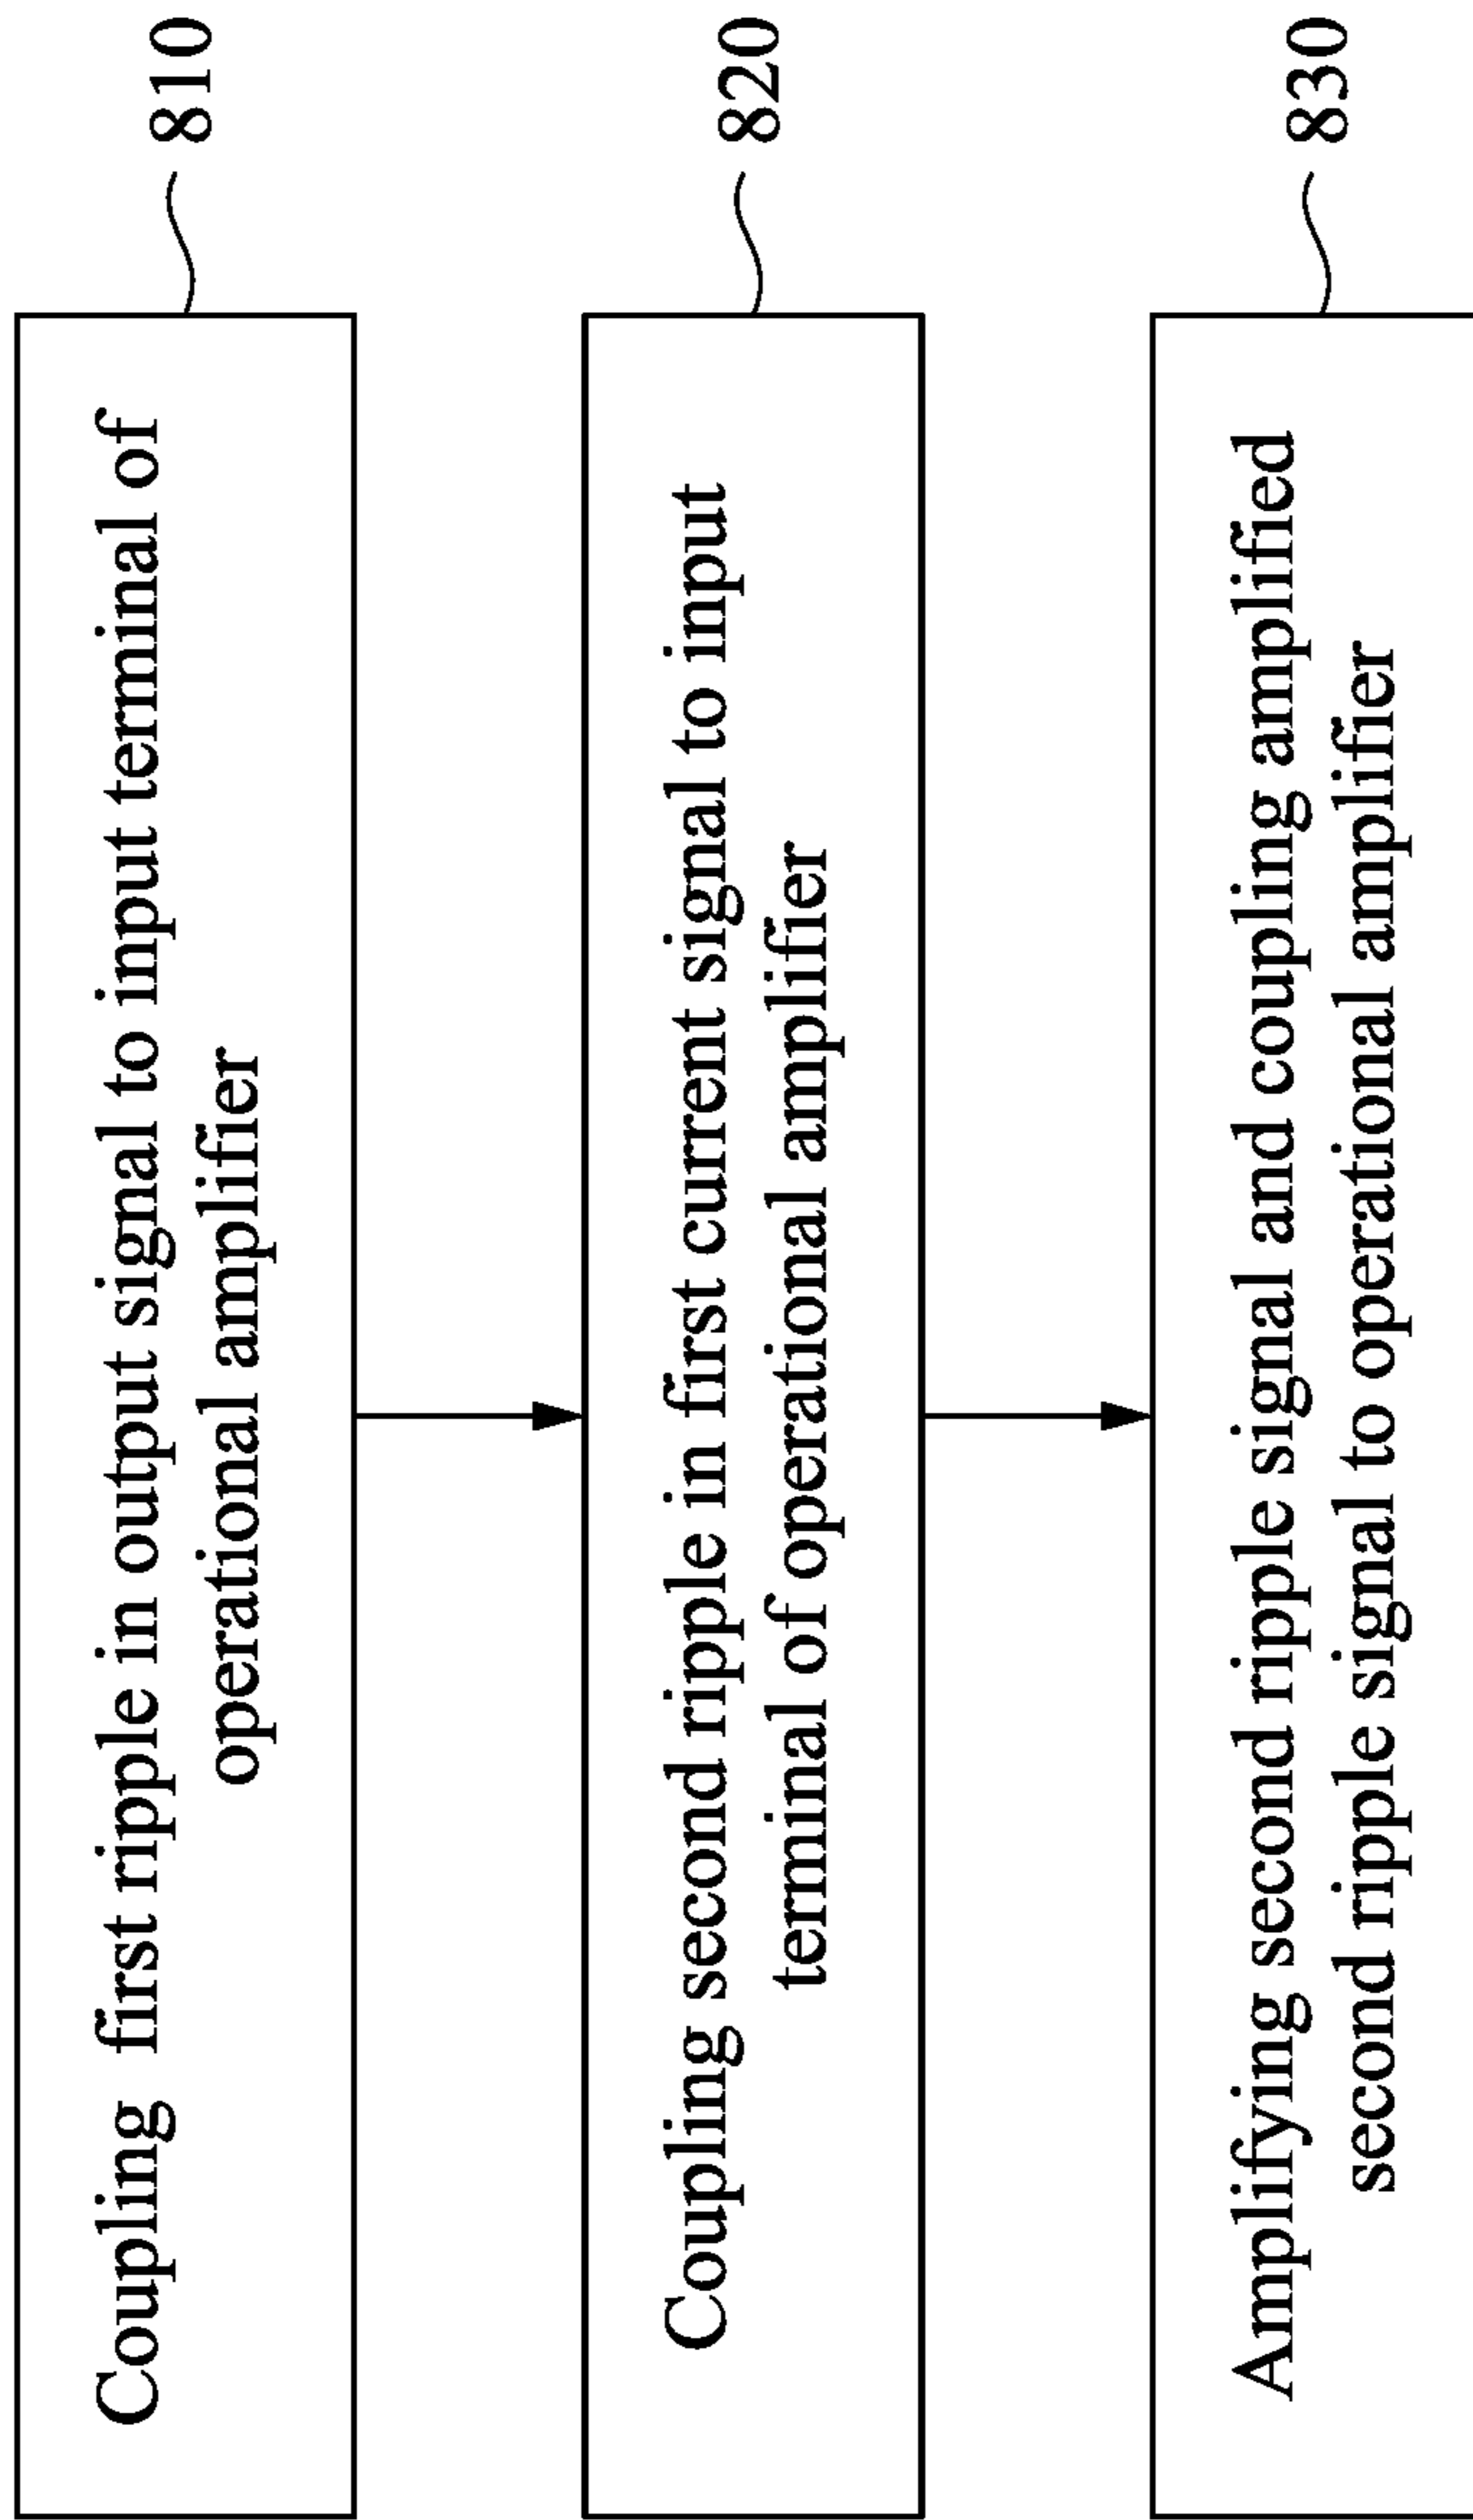 Coupling first ripple in output signal to input terminal of
operational amplifier
810
Coupling second ripple in first current signal to input
terminal of operational amplifier
820
Amplifying second ripple signal and coupling amplified
second ripple signal to operational amplifier
830